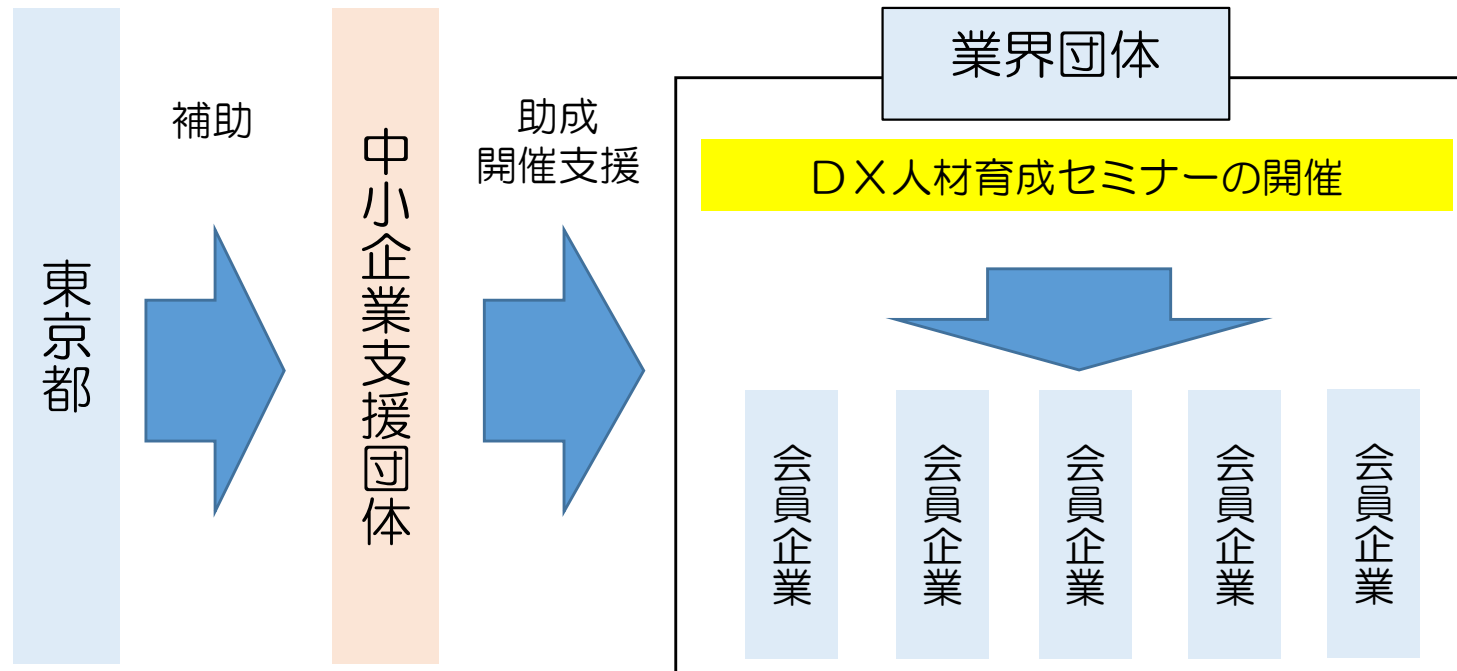 東京都
補助
中小企業支援団体
助成
開催支援
業界団体
ＤＸ人材育成セミナーの開催
会員企業
会員企業
会員企業
会員企業
会員企業